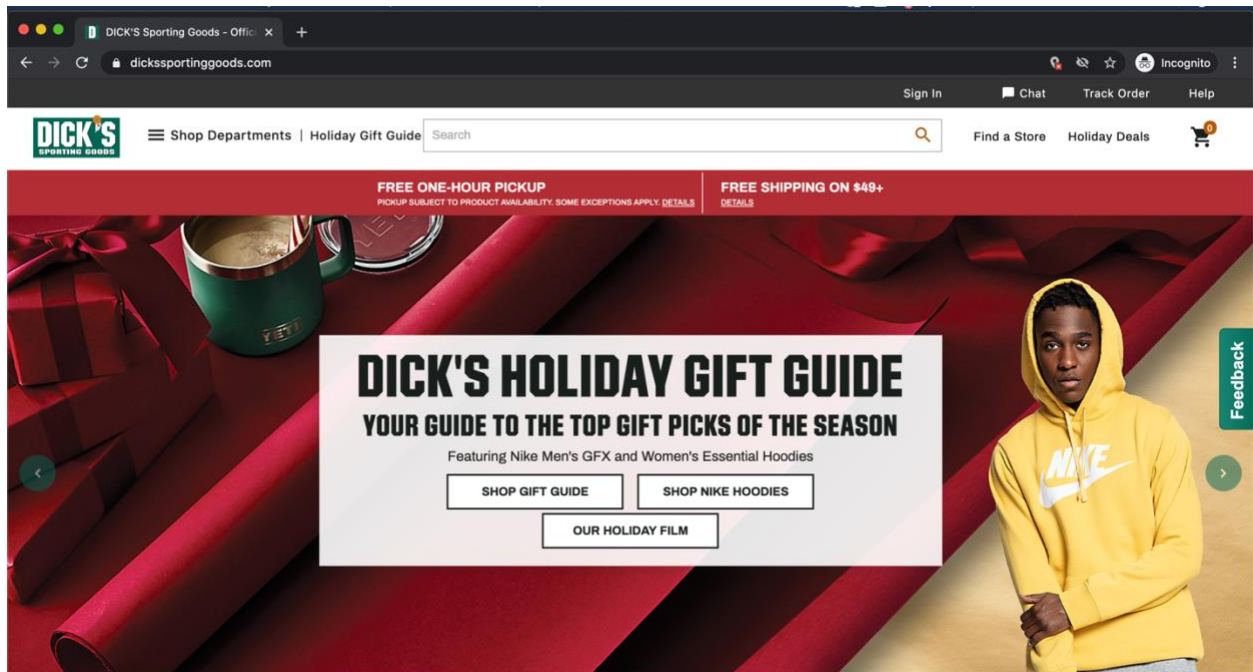 DICK'S Sporting Goods - Offici
dickssportinggoods.com
Incognito
Sign In
Chat
Track Order
Help
DICK'S
SPORTING GOODS
Shop Departments | Holiday Gift Guide
Search
Find a Store
Holiday Deals
0
FREE ONE-HOUR PICKUP
PICKUP SUBJECT TO PRODUCT AVAILABILITY. SOME EXCEPTIONS APPLY. DETAILS
FREE SHIPPING ON $49+
DETAILS
YETI
DICK'S HOLIDAY GIFT GUIDE
YOUR GUIDE TO THE TOP GIFT PICKS OF THE SEASON
Featuring Nike Men's GFX and Women's Essential Hoodies
SHOP GIFT GUIDE
SHOP NIKE HOODIES
OUR HOLIDAY FILM
NIKE
Feedback